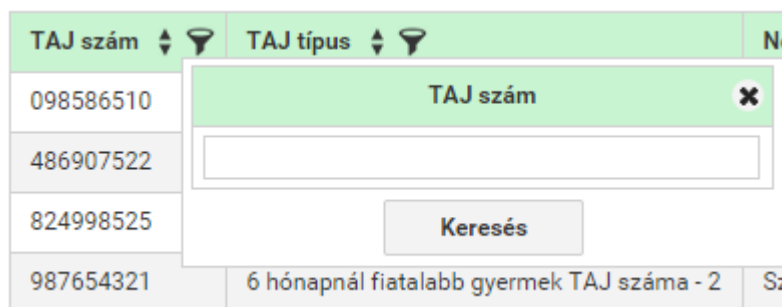 TAJ szám TAJ típus
TAJ szám
098586510
486907522
824998525
Keresés
987654321 6 hónapnál fiatalabb gyermek TAJ száma - 2